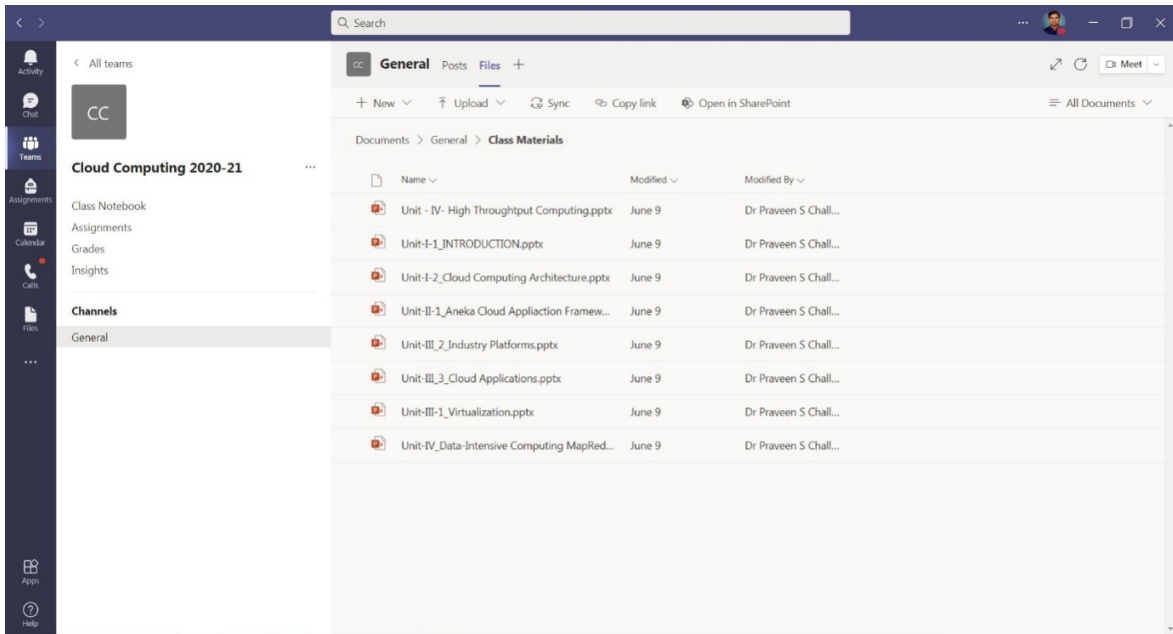 Search
Activity
Chat
Teams
Assignments
Calendar
Calls
Files
Apps
Help
All teams
CC
Cloud Computing 2020-21
Class Notebook
Assignments
Grades
Insights
Channels
General
CC General Posts Files
Meet
New Upload Sync Copy link Open in SharePoint All Documents
Documents > General > Class Materials
Name Modified Modified By
Unit - IV- High Throughtput Computing.pptx June 9 Dr Praveen S Chall...
Unit-I-1_INTRODUCTION.pptx June 9 Dr Praveen S Chall...
Unit-I-2_Cloud Computing Architecture.pptx June 9 Dr Praveen S Chall...
Unit-II-1_Aneka Cloud Appliaction Framew... June 9 Dr Praveen S Chall...
Unit-III_2_Industry Platforms.pptx June 9 Dr Praveen S Chall...
Unit-III_3_Cloud Applications.pptx June 9 Dr Praveen S Chall...
Unit-III-1_Virtualization.pptx June 9 Dr Praveen S Chall...
Unit-IV_Data-Intensive Computing MapRed... June 9 Dr Praveen S Chall...